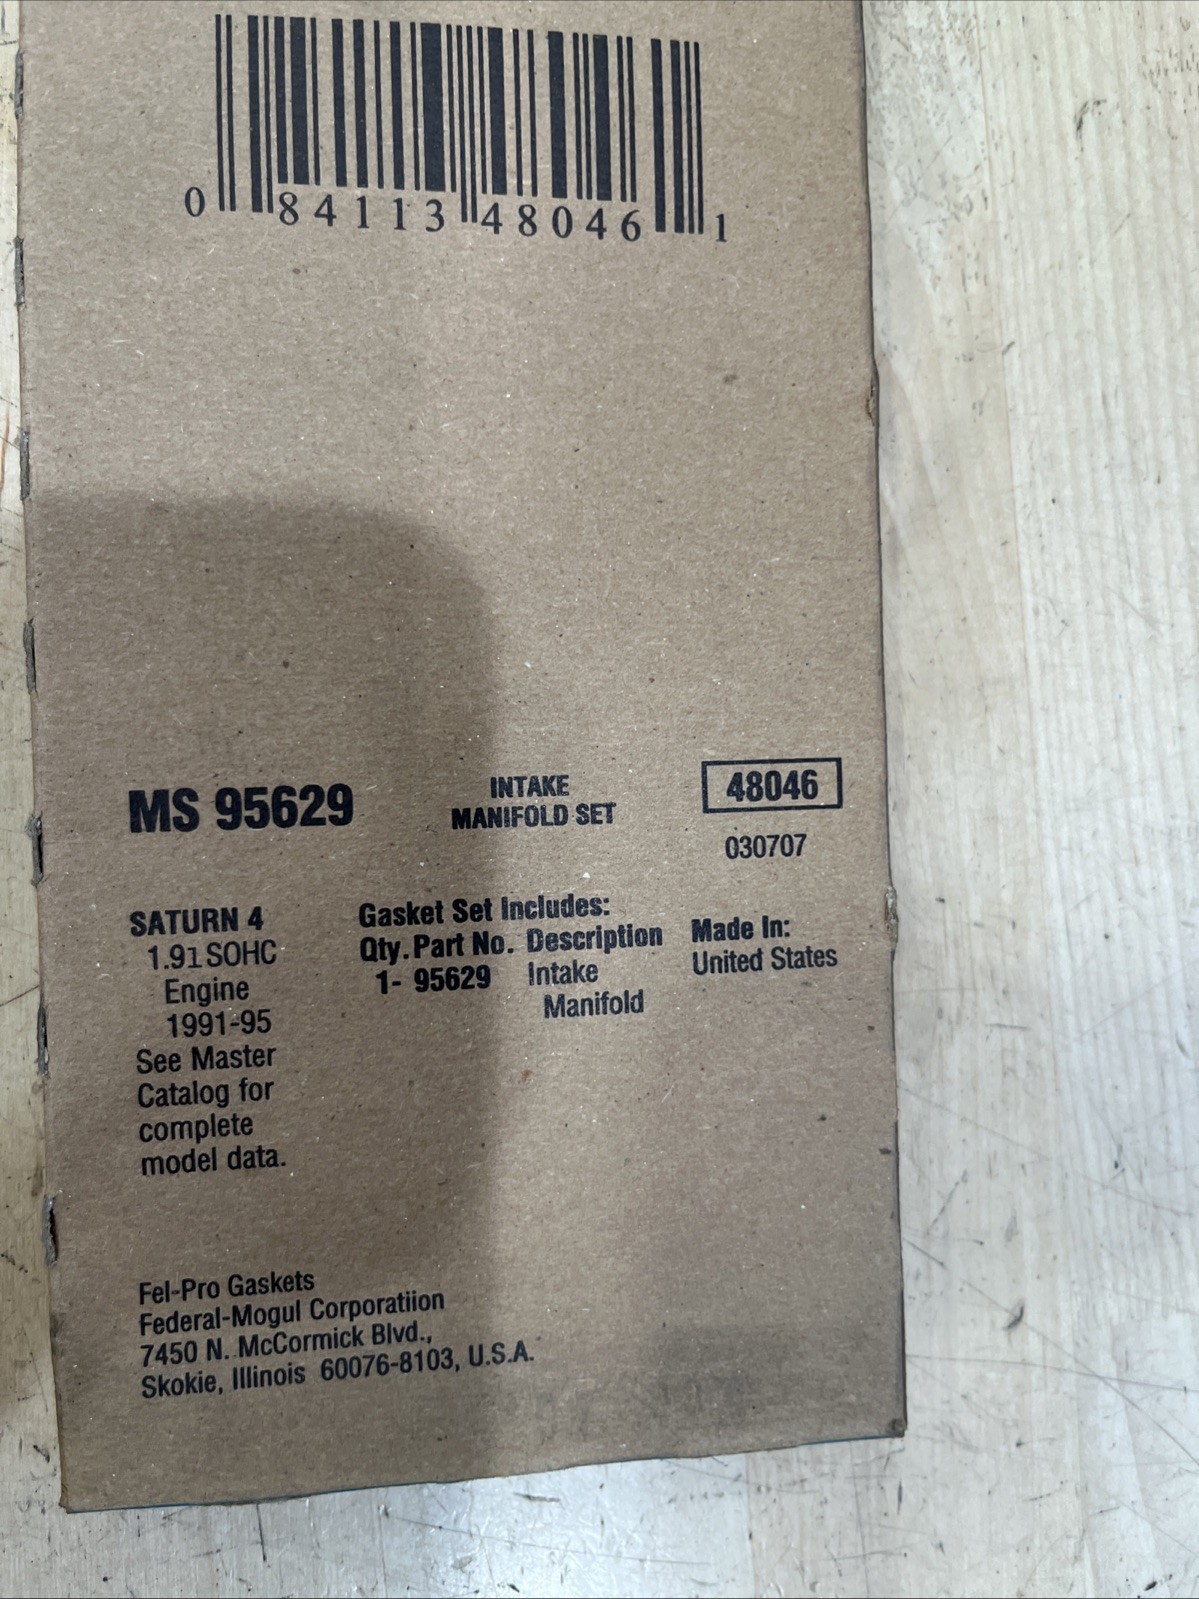 0 84113 48046 1
MS 95629
INTAKE
MANIFOLD SET
48046
030707
SATURN 4
1.9l SOHC
Engine
1991-95
See Master
Catalog for
complete
model data.
Gasket Set Includes:
Qty. Part No. Description
1- 95629 Intake
Manifold
Made In:
United States
Fel-Pro Gaskets
Federal-Mogul Corporatiion
7450 N. McCormick Blvd.,
Skokie, Illinois 60076-8103, U.S.A.